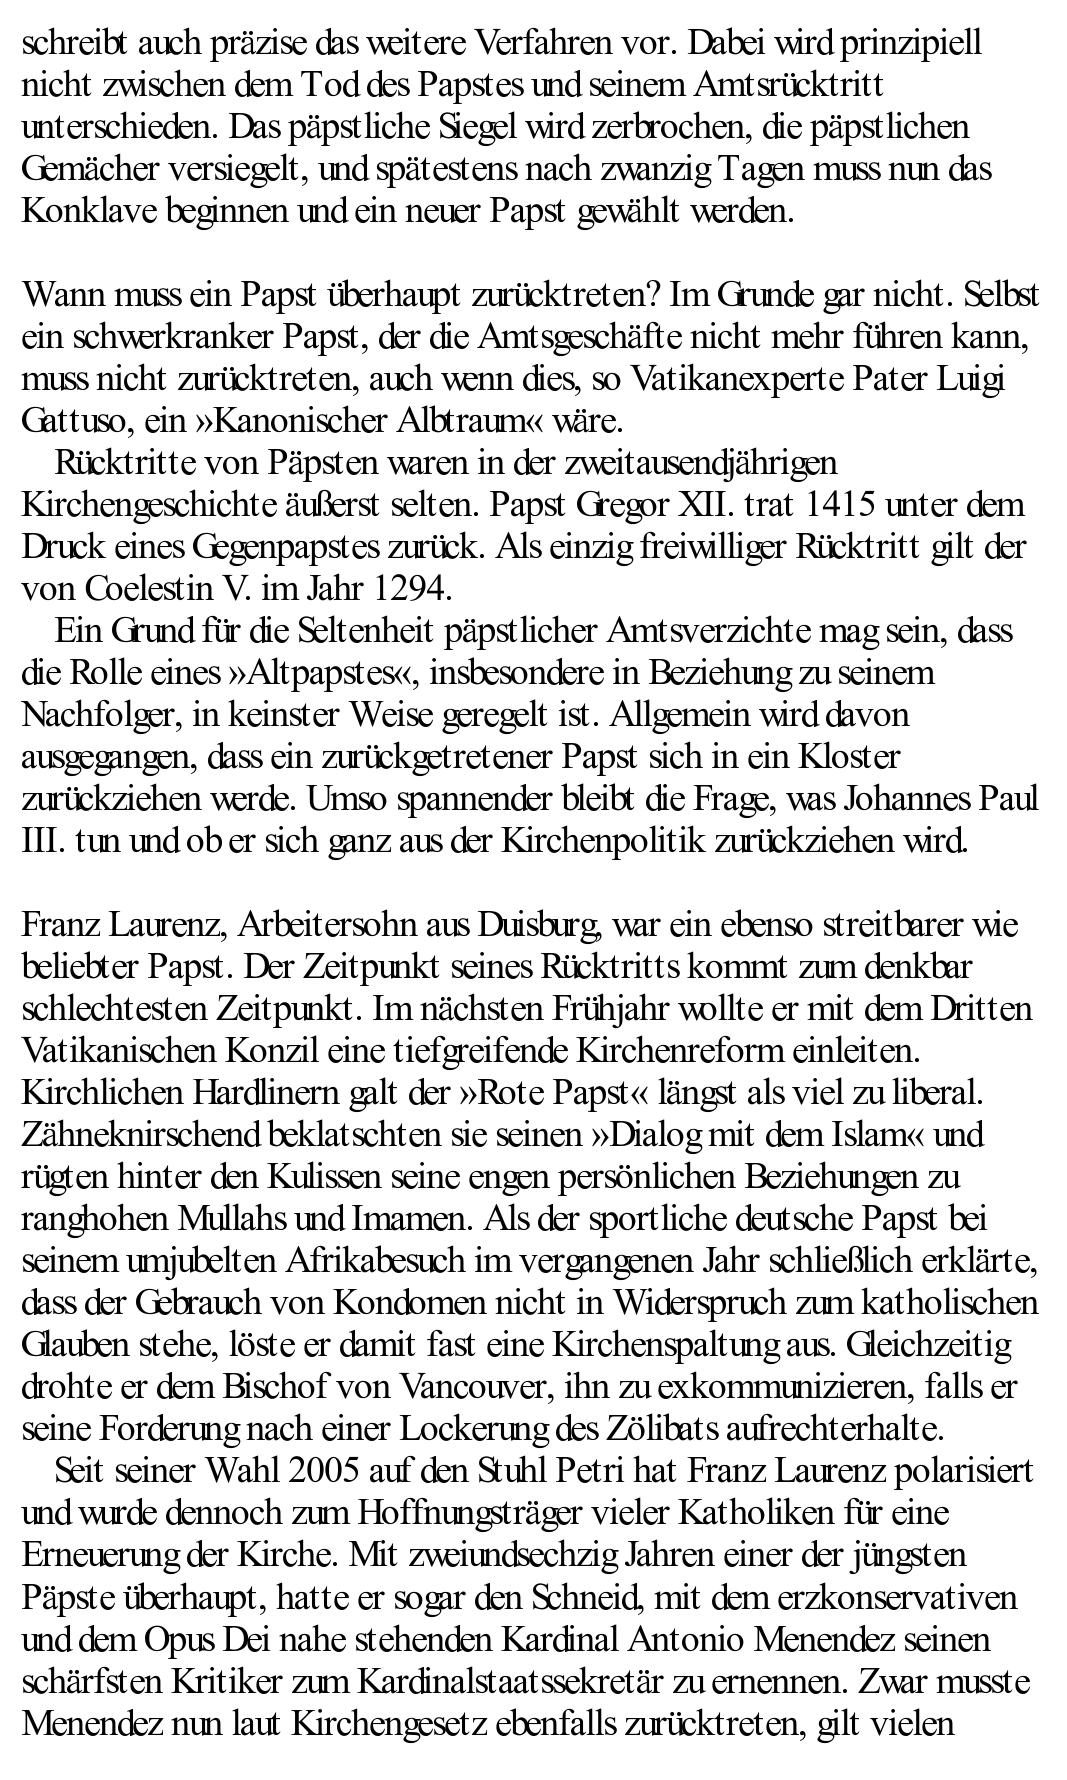 schreibt auch präzise das weitere Verfahren vor. Dabei wird prinzipiell
nicht zwischen dem Tod des Papstes und seinem Amtsrücktritt
unterschieden. Das päpstliche Siegel wird zerbrochen, die päpstlichen
Gemächer versiegelt, und spätestens nach zwanzig Tagen muss nun das
Konklave beginnen und ein neuer Papst gewählt werden.

Wann muss ein Papst überhaupt zurücktreten? Im Grunde gar nicht. Selbst
ein schwerkranker Papst, der die Amtsgeschäfte nicht mehr führen kann,
muss nicht zurücktreten, auch wenn dies, so Vatikanexperte Pater Luigi
Gattuso, ein »Kanonischer Albtraum« wäre.
Rücktritte von Päpsten waren in der zweitausendjährigen
Kirchengeschichte äußerst selten. Papst Gregor XII. trat 1415 unter dem
Druck eines Gegenpapstes zurück. Als einzig freiwilliger Rücktritt gilt der
von Coelestin V. im Jahr 1294.
Ein Grund für die Seltenheit päpstlicher Amtsverzichte mag sein, dass
die Rolle eines »Altpapstes«, insbesondere in Beziehung zu seinem
Nachfolger, in keinster Weise geregelt ist. Allgemein wird davon
ausgegangen, dass ein zurückgetretener Papst sich in ein Kloster
zurückziehen werde. Umso spannender bleibt die Frage, was Johannes Paul
III. tun und ob er sich ganz aus der Kirchenpolitik zurückziehen wird.

Franz Laurenz, Arbeitersohn aus Duisburg, war ein ebenso streitbarer wie
beliebter Papst. Der Zeitpunkt seines Rücktritts kommt zum denkbar
schlechtesten Zeitpunkt. Im nächsten Frühjahr wollte er mit dem Dritten
Vatikanischen Konzil eine tiefgreifende Kirchenreform einleiten.
Kirchlichen Hardlinern galt der »Rote Papst« längst als viel zu liberal.
Zähneknirschend beklatschten sie seinen »Dialog mit dem Islam« und
rügten hinter den Kulissen seine engen persönlichen Beziehungen zu
ranghohen Mullahs und Imamen. Als der sportliche deutsche Papst bei
seinem umjubelten Afrikabesuch im vergangenen Jahr schließlich erklärte,
dass der Gebrauch von Kondomen nicht in Widerspruch zum katholischen
Glauben stehe, löste er damit fast eine Kirchenspaltung aus. Gleichzeitig
drohte er dem Bischof von Vancouver, ihn zu exkommunizieren, falls er
seine Forderung nach einer Lockerung des Zölibats aufrechterhalte.
Seit seiner Wahl 2005 auf den Stuhl Petri hat Franz Laurenz polarisiert
und wurde dennoch zum Hoffnungsträger vieler Katholiken für eine
Erneuerung der Kirche. Mit zweiundsechzig Jahren einer der jüngsten
Päpste überhaupt, hatte er sogar den Schneid, mit dem erzkonservativen
und dem Opus Dei nahe stehenden Kardinal Antonio Menendez seinen
schärfsten Kritiker zum Kardinalstaatssekretär zu ernennen. Zwar musste
Menendez nun laut Kirchengesetz ebenfalls zurücktreten, gilt vielen